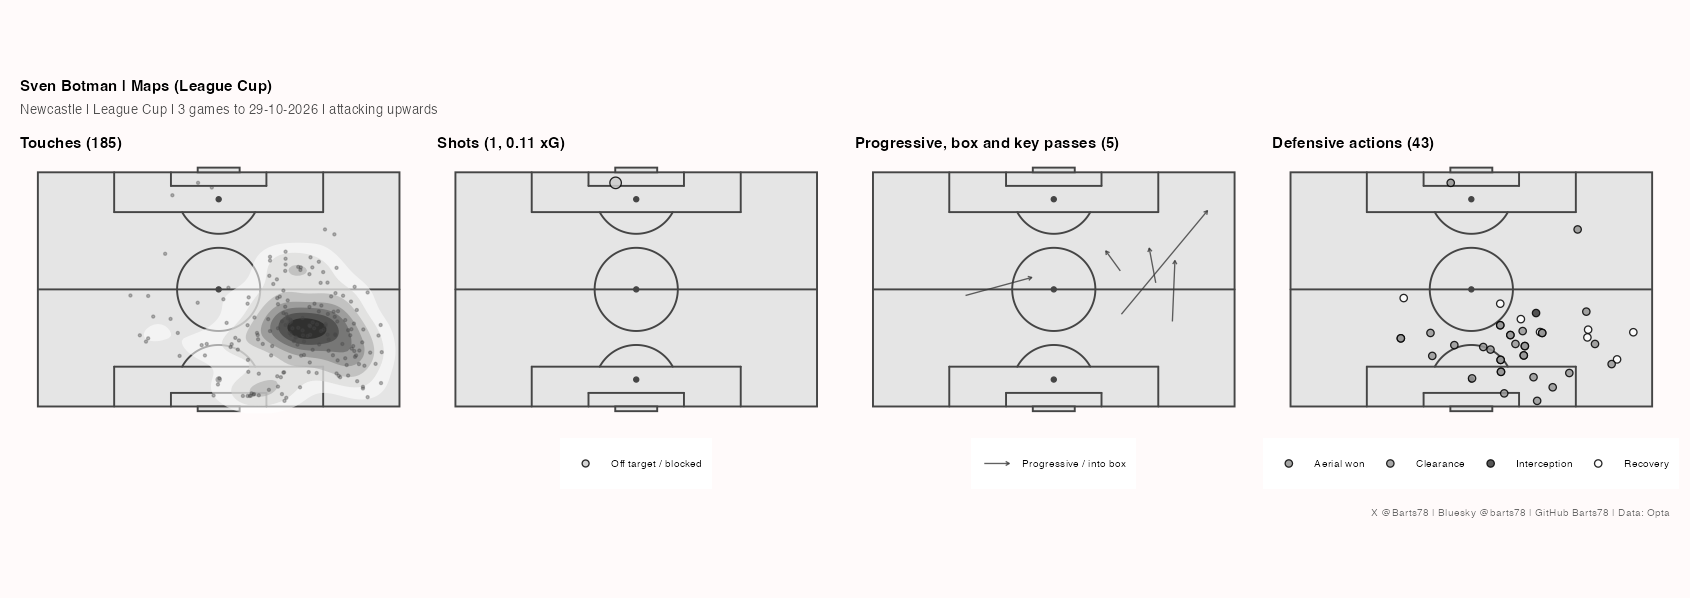 Sven Botman | Maps (League Cup)
Newcastle | League Cup | 3 games to 29-10-2026 | attacking upwards
Touches (185)
Shots (1, 0.11 xG)
Progressive, box and key passes (5)
Defensive actions (43)
Off target / blocked
Progressive / into box
Aerial won
Clearance
Interception
Recovery
X @Barts78 | Bluesky @barts78 | GitHub Barts78 | Data: Opta